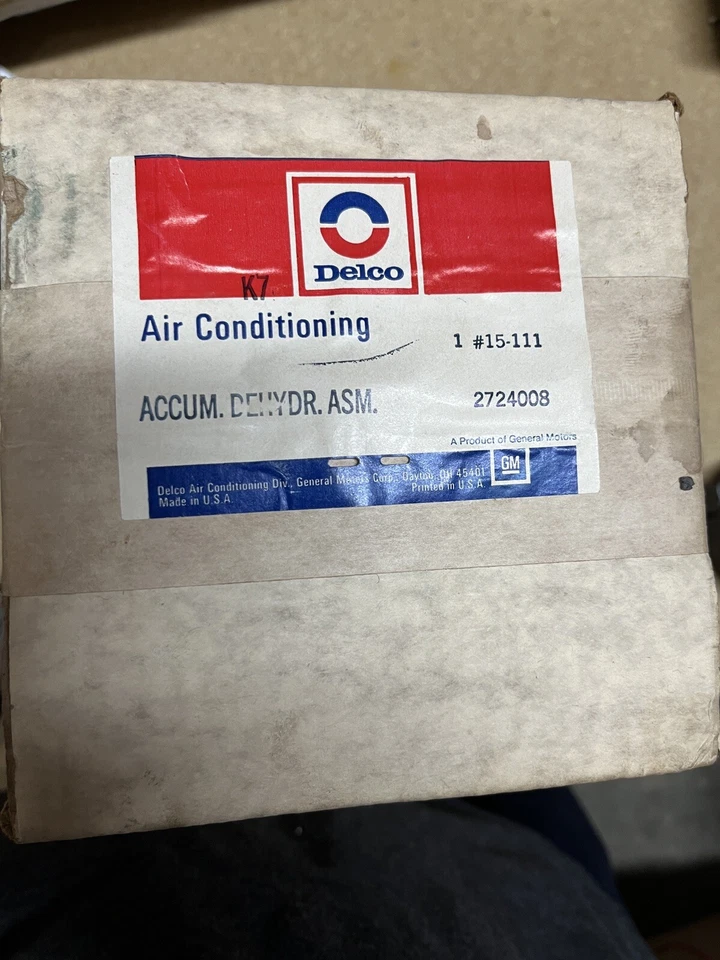 Delco
K7
Air Conditioning
1 #15-111
ACCUM. DEHYDR. ASM.
2724008
A Product of General Motors
GM
Delco Air Conditioning Div., General Motors Corp., Dayton, OH 45401
Made in U.S.A.
Printed in U.S.A.